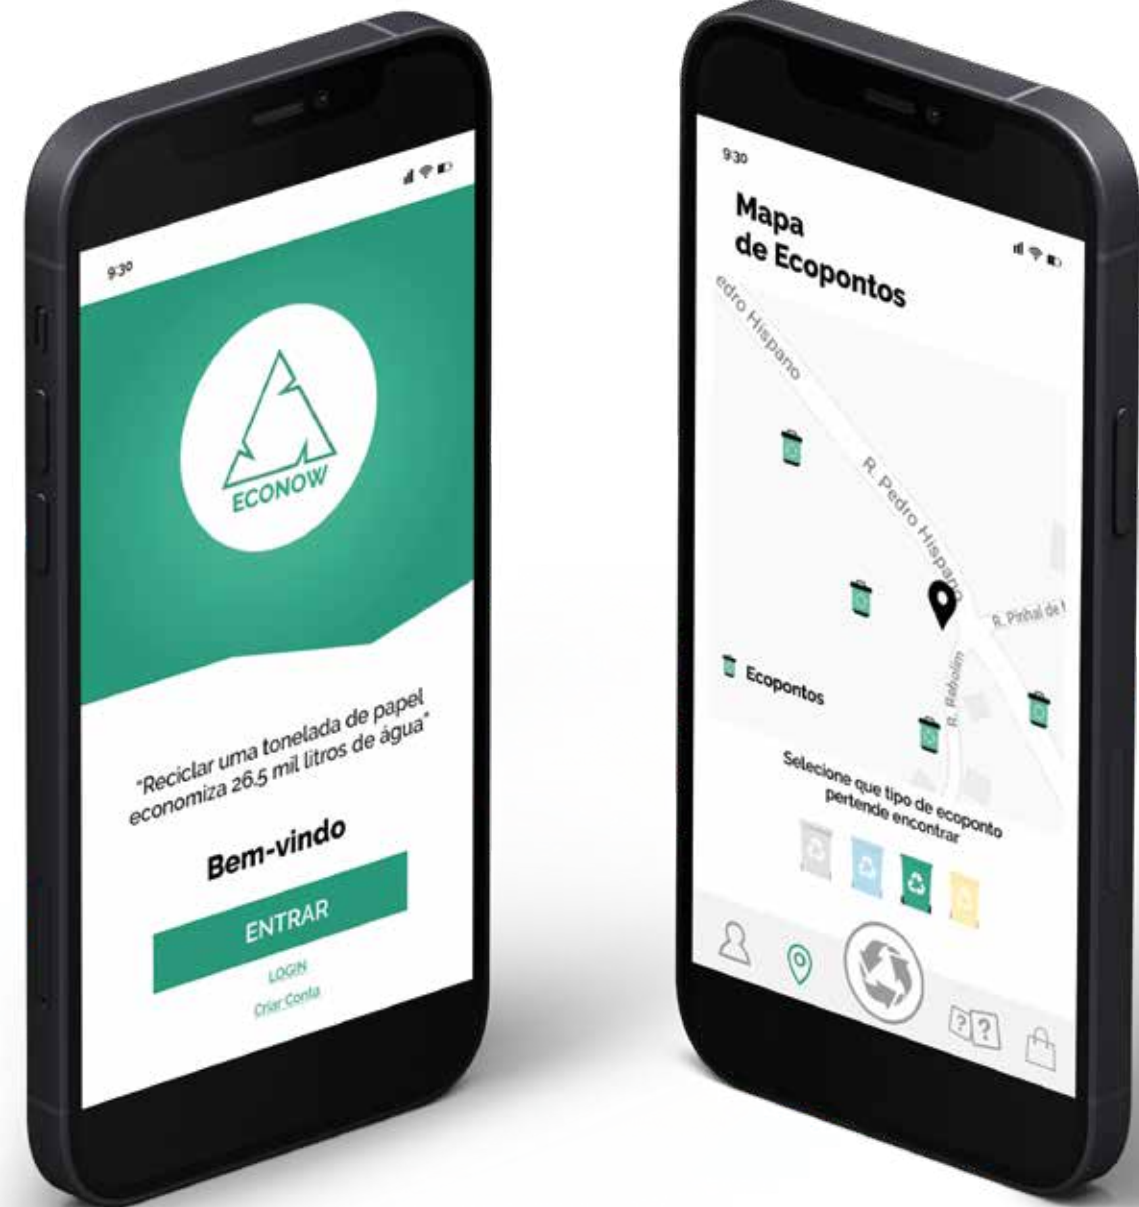 9:30
ECONOW
"Reciclar uma tonelada de papel
economiza 26.5 mil litros de água"
Bem-vindo
ENTRAR
LOGIN
Criar Conta
9:30
Mapa
de Ecopontos
edro Hispano
R. Pedro Hispano
R. Pinhal de
R. Rabolim
Ecopontos
Selecione que tipo de ecoponto
pertende encontrar
? ?